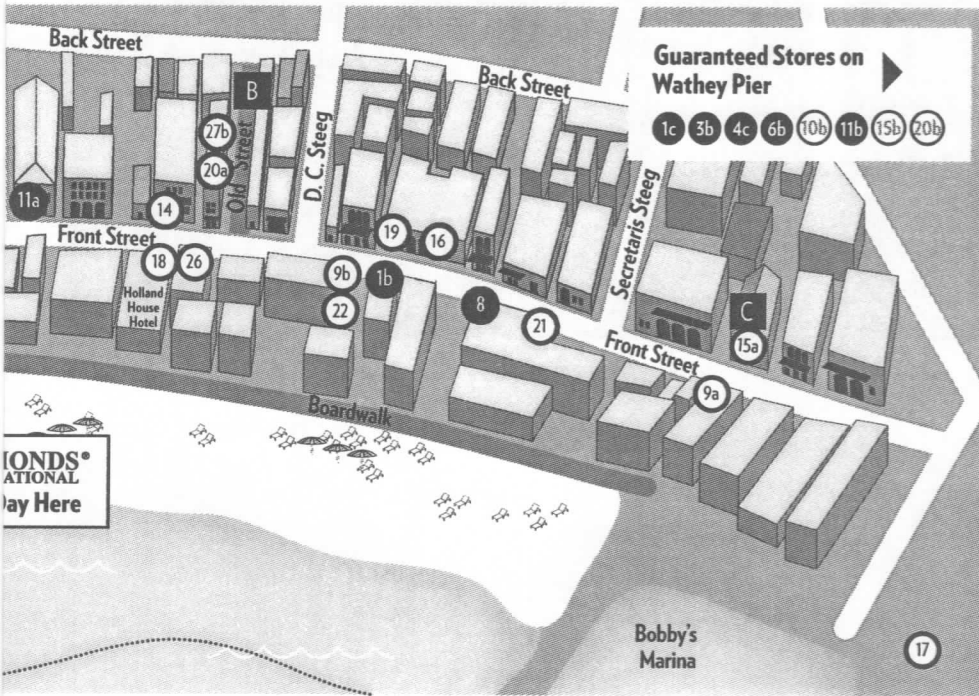 Back Street
Back Street
Guaranteed Stores on
Wathey Pier
1c 3b 4c 6b 10b 11b 15b 20b
B
27b
20a
Old Street
D. C. Steeg
Secretaris Steeg
11a
14
Front Street
19
16
18
26
Holland
House
Hotel
9b
1b
22
8
21
C
15a
Front Street
9a
Boardwalk
MONDS®
NATIONAL
Day Here
Bobby's
Marina
17